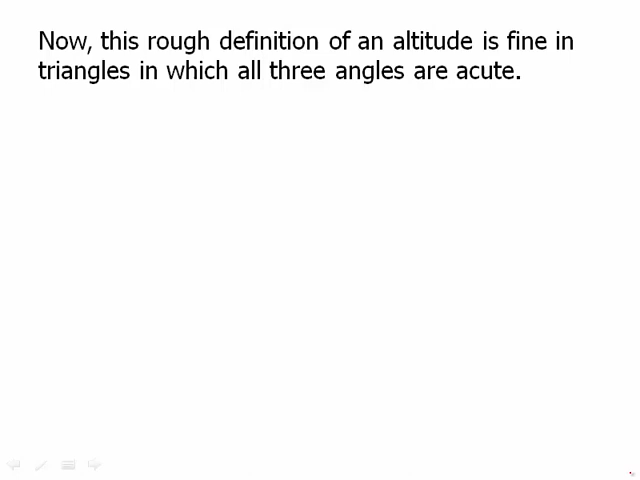 Now, this rough definition of an altitude is fine in
triangles in which all three angles are acute.